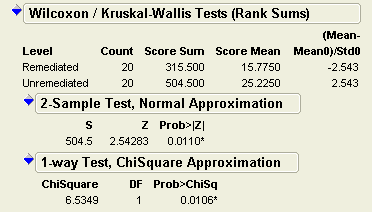 Wilcoxon / Kruskal-Wallis Tests (Rank Sums)
(Mean-
Level Count Score Sum Score Mean Mean0)/Std0
Remediated 20 315.500 15.7750 -2.543
Unremediated 20 504.500 25.2250 2.543
2-Sample Test, Normal Approximation
S Z Prob>|Z|
504.5 2.54283 0.0110*
1-way Test, ChiSquare Approximation
ChiSquare DF Prob>ChiSq
6.5349 1 0.0106*